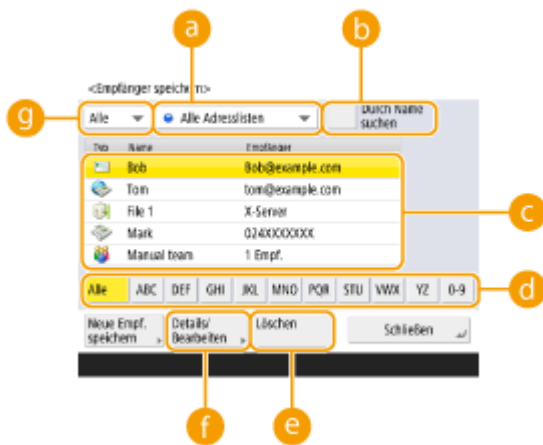 a
b
<Empfänger speichern>
g
Alle
Alle Adresslisten
Durch Name
suchen
Typ Name Empfänger
Bob Bob@example.com
Tom tom@example.com
File 1 X-Server
c
Mark 024XXXXXXX
Manual team 1 Empf.
Alle ABC DEF GHI JKL MNO PQR STU VWX YZ 0-9
d
Neue Empf.
speichern
Details/
Bearbeiten
Löschen
Schließen
f
e